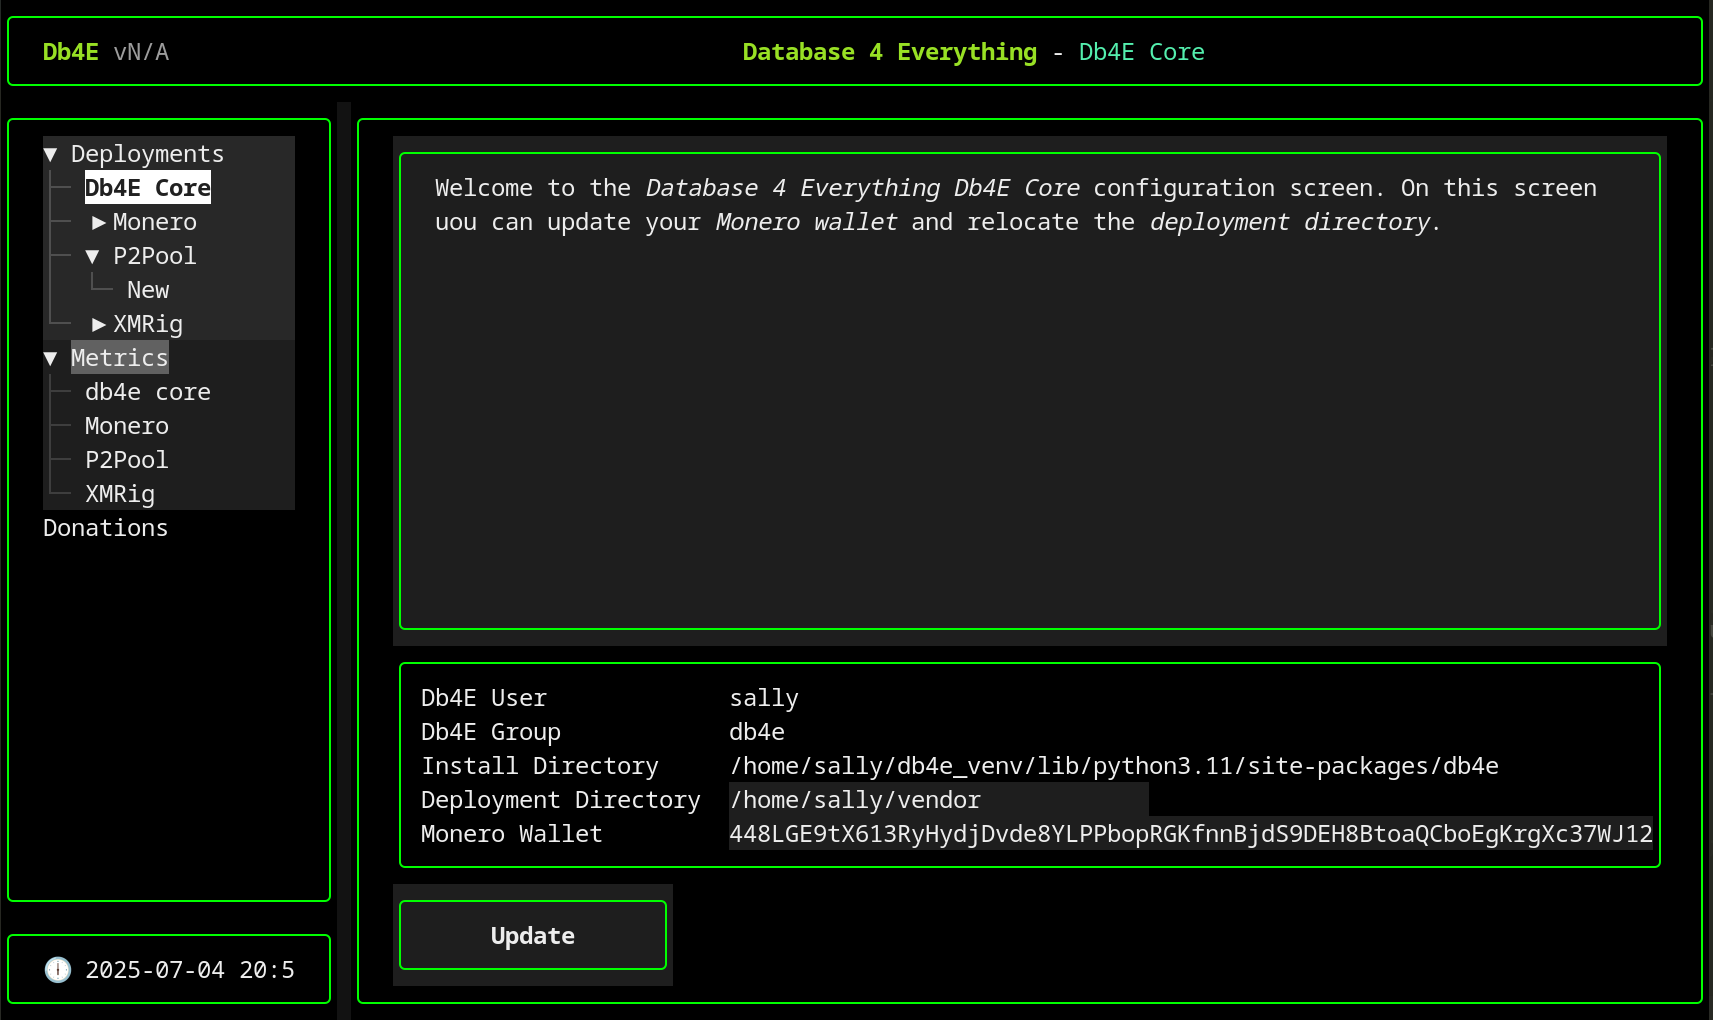 Db4E vN/A
Database 4 Everything - Db4E Core
▼ Deployments
Db4E Core
▶ Monero
▼ P2Pool
New
▶ XMRig
▼ Metrics
db4e core
Monero
P2Pool
XMRig
Donations
🕛 2025-07-04 20:5
Welcome to the Database 4 Everything Db4E Core configuration screen. On this screen
uou can update your Monero wallet and relocate the deployment directory.
Db4E User sally
Db4E Group db4e
Install Directory /home/sally/db4e_venv/lib/python3.11/site-packages/db4e
Deployment Directory /home/sally/vendor
Monero Wallet 448LGE9tX613RyHydjDvde8YLPPbopRGKfnnBjdS9DEH8BtoaQCboEgKrgXc37WJ12
Update